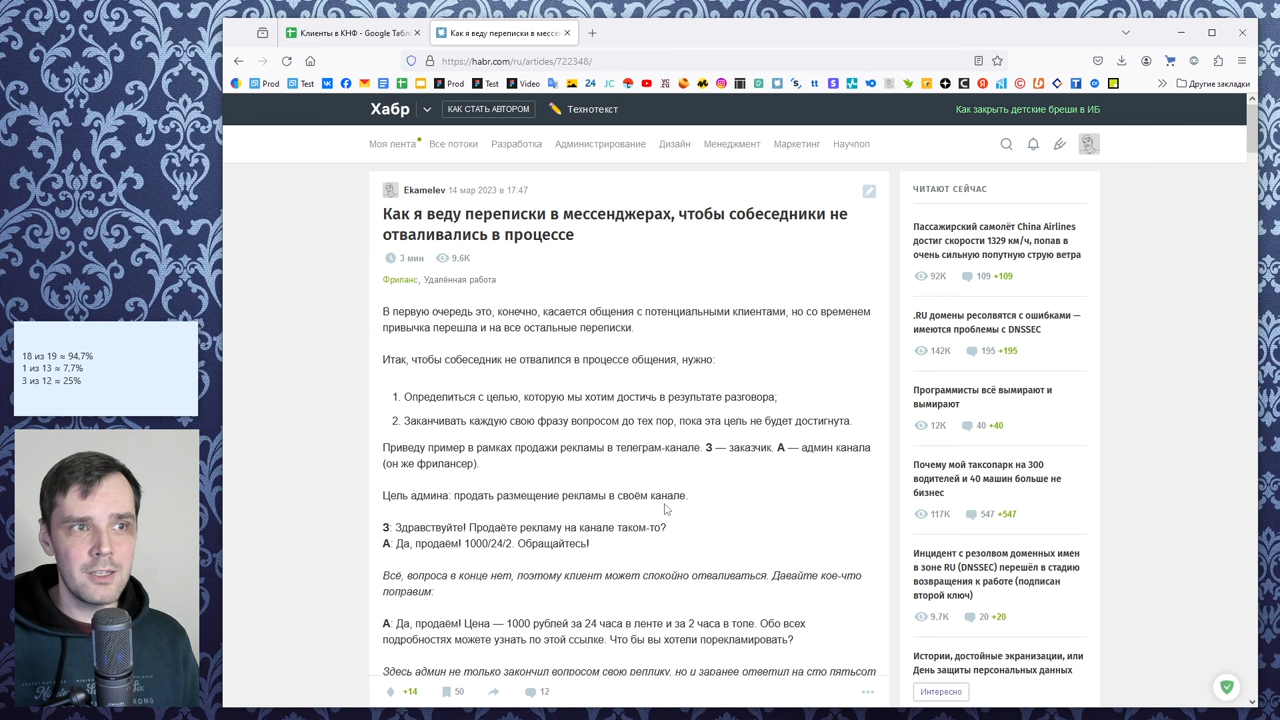 Клиенты в КНФ - Google Табл
Как я веду переписки в мессен
https://habr.com/ru/articles/722348/
Prod
Test
Prod
Test
Video
24
JC
tt
Другие закладки
Хабр
КАК СТАТЬ АВТОРОМ
Технотекст
Как закрыть детские бреши в ИБ
Моя лента
Все потоки
Разработка
Администрирование
Дизайн
Менеджмент
Маркетинг
Научпоп
Ekamelev 14 мар 2023 в 17:47
Как я веду переписки в мессенджерах, чтобы собеседники не
отваливались в процессе
3 мин
9.6K
Фриланс, Удалённая работа
В первую очередь это, конечно, касается общения с потенциальными клиентами, но со временем
привычка перешла и на все остальные переписки.
Итак, чтобы собеседник не отвалился в процессе общения, нужно:
1. Определиться с целью, которую мы хотим достичь в результате разговора;
2. Заканчивать каждую свою фразу вопросом до тех пор, пока эта цель не будет достигнута.
Приведу пример в рамках продажи рекламы в телеграм-канале. З — заказчик. А — админ канала
(он же фрилансер).
Цель админа: продать размещение рекламы в своём канале.
З: Здравствуйте! Продаёте рекламу на канале таком-то?
А: Да, продаём! 1000/24/2. Обращайтесь!
Всё, вопроса в конце нет, поэтому клиент может спокойно отваливаться. Давайте кое-что
поправим:
А: Да, продаём! Цена — 1000 рублей за 24 часа в ленте и за 2 часа в топе. Обо всех
подробностях можете узнать по этой ссылке. Что бы вы хотели порекламировать?
Здесь админ не только закончил вопросом свою реплику, но и заранее ответил на сто пятьсот
+14
50
12
ЧИТАЮТ СЕЙЧАС
Пассажирский самолёт China Airlines
достиг скорости 1329 км/ч, попав в
очень сильную попутную струю ветра
92K
109 +109
.RU домены ресолвятся с ошибками —
имеются проблемы с DNSSEC
142K
195 +195
Программисты всё вымирают и
вымирают
12K
40 +40
Почему мой таксопарк на 300
водителей и 40 машин больше не
бизнес
117K
547 +547
Инцидент с резолвом доменных имен
в зоне RU (DNSSEC) перешёл в стадию
возвращения к работе (подписан
второй ключ)
9.7K
20 +20
Истории, достойные экранизации, или
День защиты персональных данных
Интересно
18 из 19 ≈ 94,7%
1 из 13 ≈ 7,7%
3 из 12 ≈ 25%